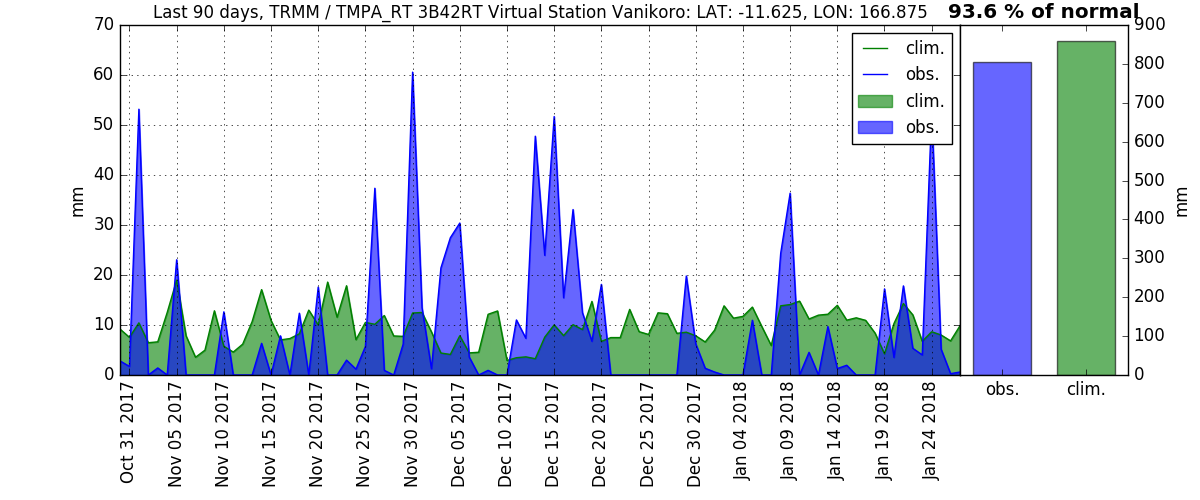 Last 90 days, TRMM / TMPA_RT 3B42RT Virtual Station Vanikoro: LAT: -11.625, LON: 166.875
93.6 % of normal
70
60
50
40
30
20
10
0
mm
clim.
obs.
clim.
obs.
Oct 31 2017
Nov 05 2017
Nov 10 2017
Nov 15 2017
Nov 20 2017
Nov 25 2017
Nov 30 2017
Dec 05 2017
Dec 10 2017
Dec 15 2017
Dec 20 2017
Dec 25 2017
Dec 30 2017
Jan 04 2018
Jan 09 2018
Jan 14 2018
Jan 19 2018
Jan 24 2018
900
800
700
600
500
400
300
200
100
0
mm
obs.
clim.